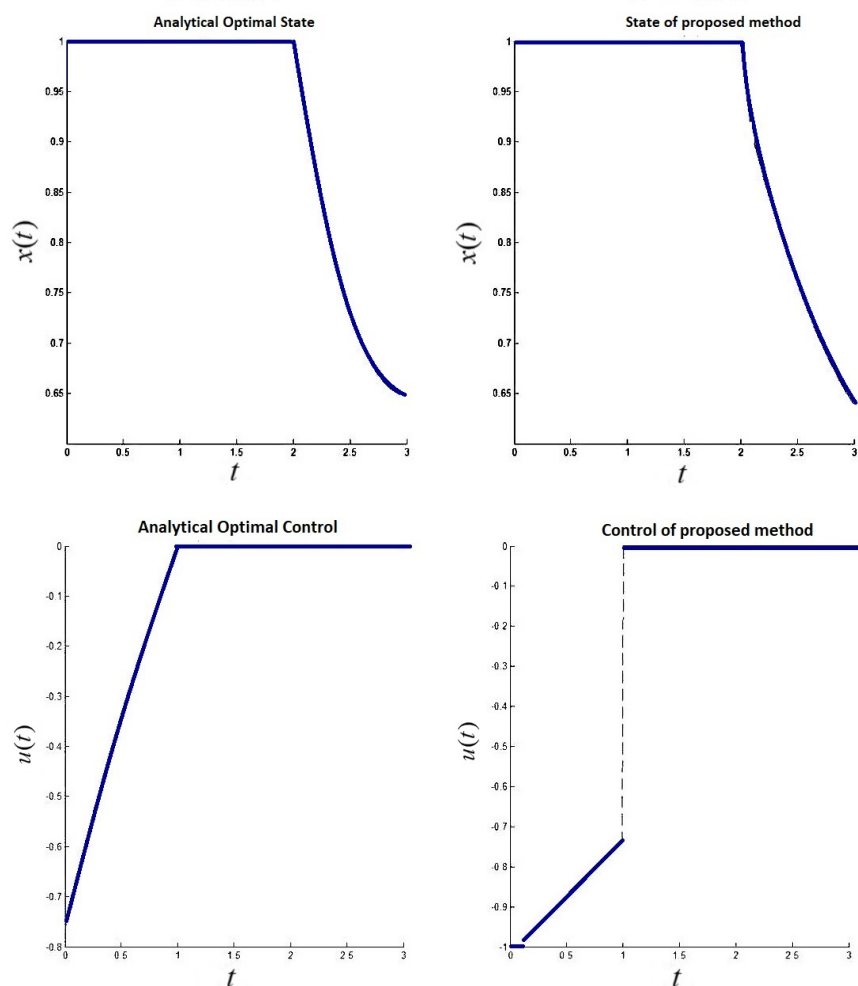 Analytical Optimal State
1
0.95
0.9
0.85
0.8
0.75
0.7
0.65
x(t)
0 0.5 1 1.5 2 2.5 3
t
State of proposed method
1
0.95
0.9
0.85
0.8
0.75
0.7
0.65
x(t)
0 0.5 1 1.5 2 2.5 3
t
Analytical Optimal Control
0
-0 1
-0.2
-0.3
-0.4
-0.5
-0.6
-0.7
-0.8
u(t)
0 0 5 1 1 5 2 2 5 3
t
Control of proposed method
0
-0 1
-0.2
-0.3
-0.4
-0.5
-0 6
-0 7
-0 8
-0.9
-1
u(t)
0 0 5 1 1 5 2 2 5 3
t